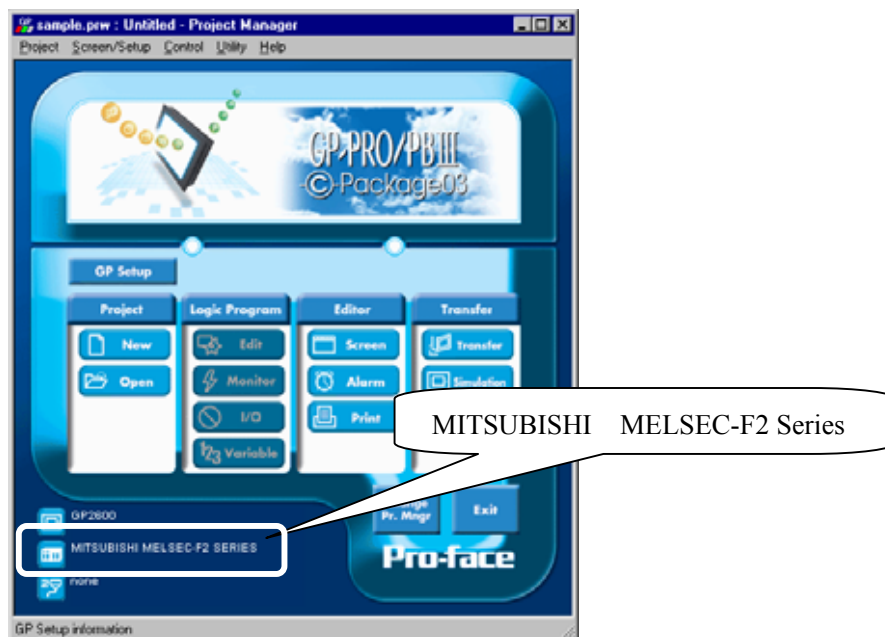 sample.prw : Untitled - Project Manager
Project Screen/Setup Control Utility Help
GP-PRO/PBIII
C-Package03
GP Setup
Project Logic Program Editor Transfer
New Edit Screen Transfer
Open Monitor Alarm Simulation
I/O Print
Variable
MITSUBISHI MELSEC-F2 Series
Pr. Mngr Exit
GP2600
MITSUBISHI MELSEC-F2 SERIES
none
Pro-face
GP Setup information